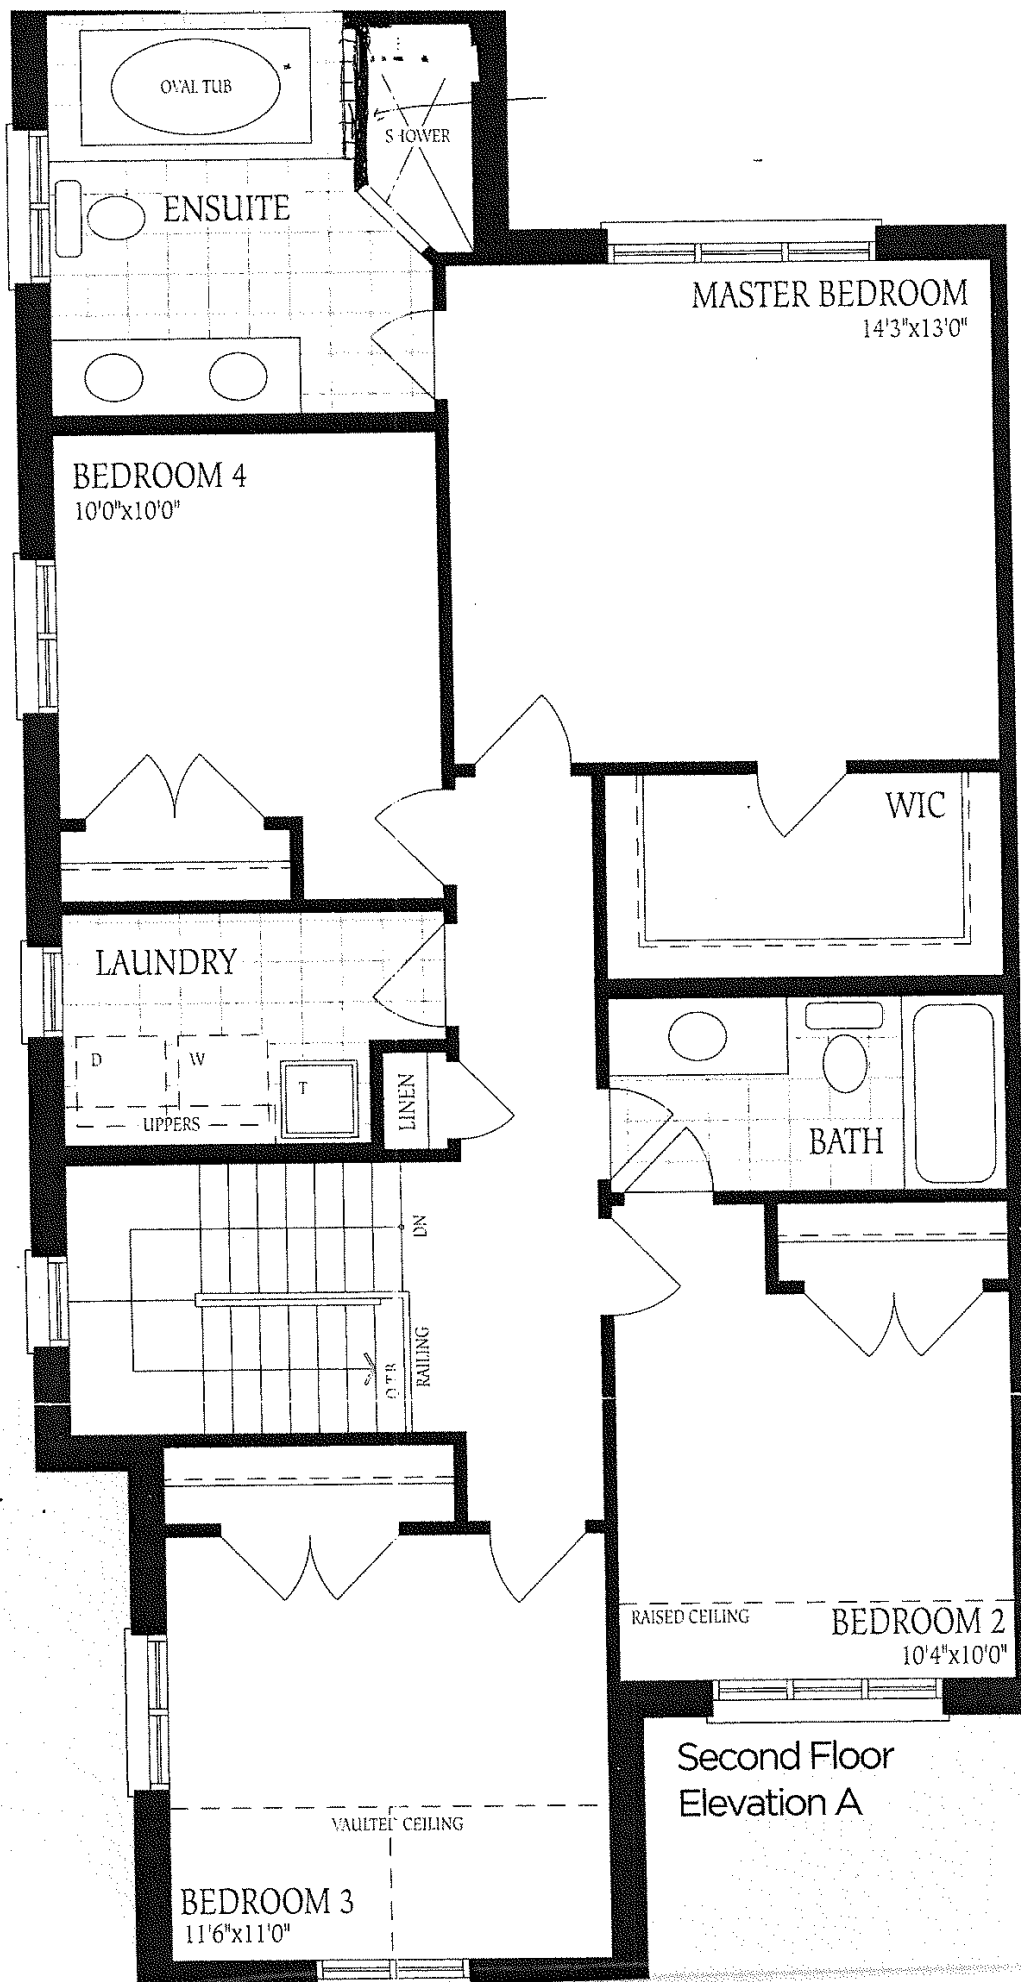 OVAL TUB
SHOWER
ENSUITE
MASTER BEDROOM
14'3"x13'0"
BEDROOM 4
10'0"x10'0"
WIC
LAUNDRY
D
W
T
UPPERS
LINEN
BATH
DN
RAILING
RAISED CEILING
BEDROOM 2
10'4"x10'0"
Second Floor
Elevation A
VAULTED CEILING
BEDROOM 3
11'6"x11'0"